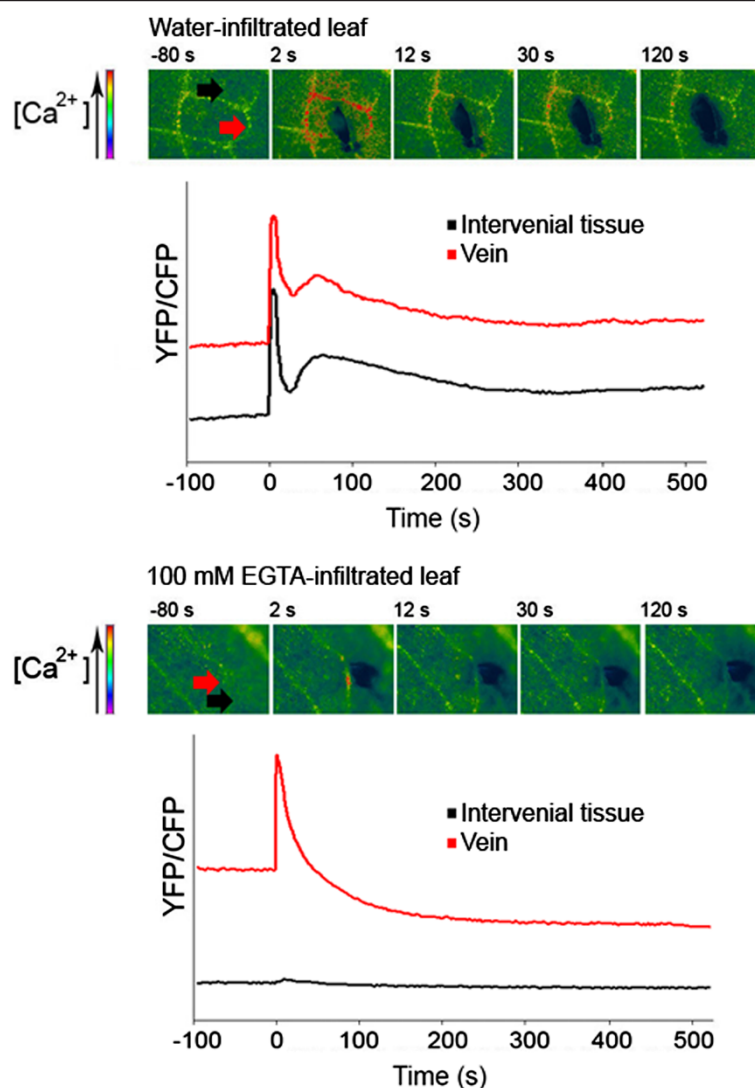 Water-infiltrated leaf
-80 s 2 s 12 s 30 s 120 s
[Ca2+]
Intervenial tissue
Vein
YFP/CFP
-100 0 100 200 300 400 500
Time (s)
100 mM EGTA-infiltrated leaf
-80 s 2 s 12 s 30 s 120 s
[Ca2+]
Intervenial tissue
Vein
YFP/CFP
-100 0 100 200 300 400 500
Time (s)